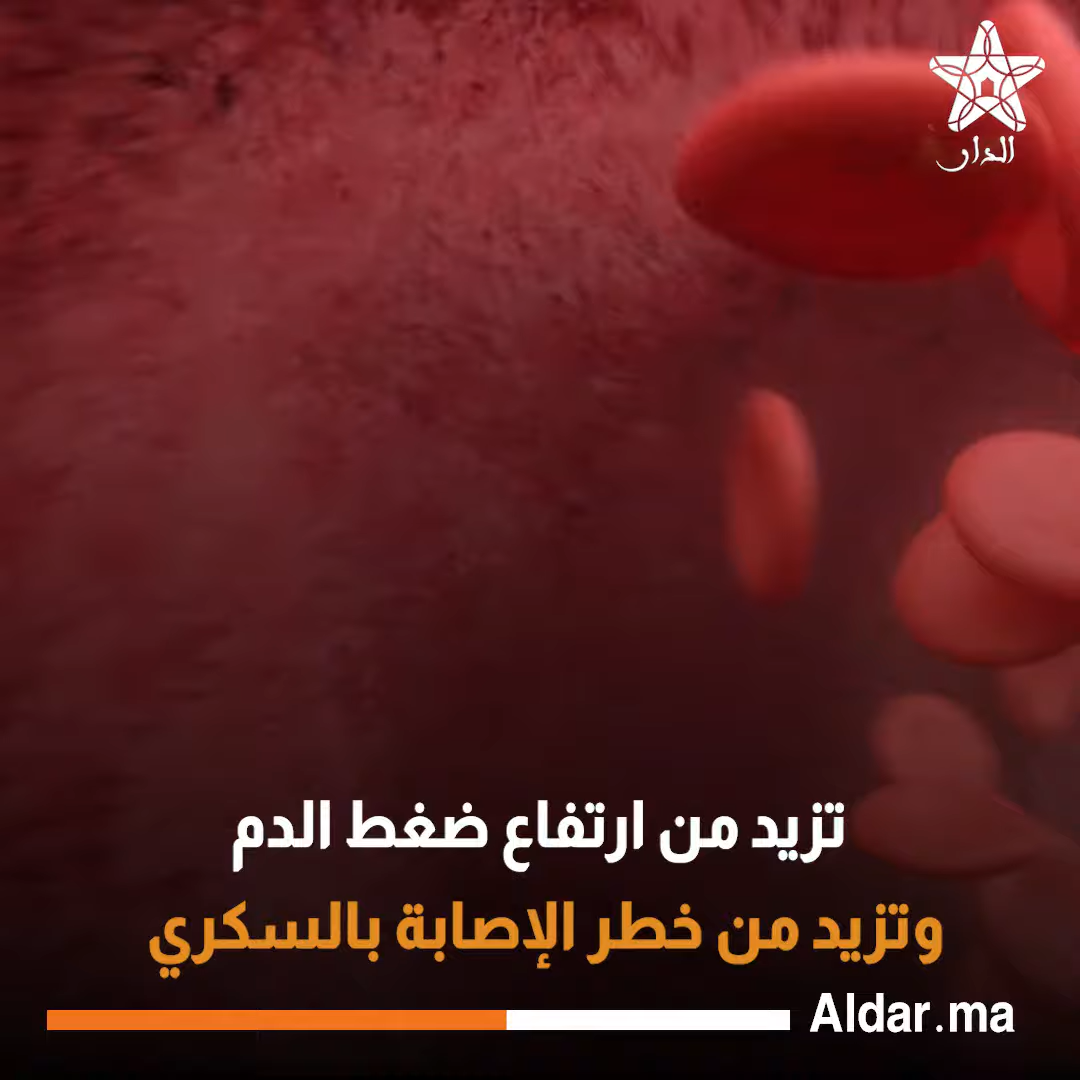 الدار
تزيد من ارتفاع ضغط الدم
وتزيد من خطر الإصابة بالسكري
Aldar.ma